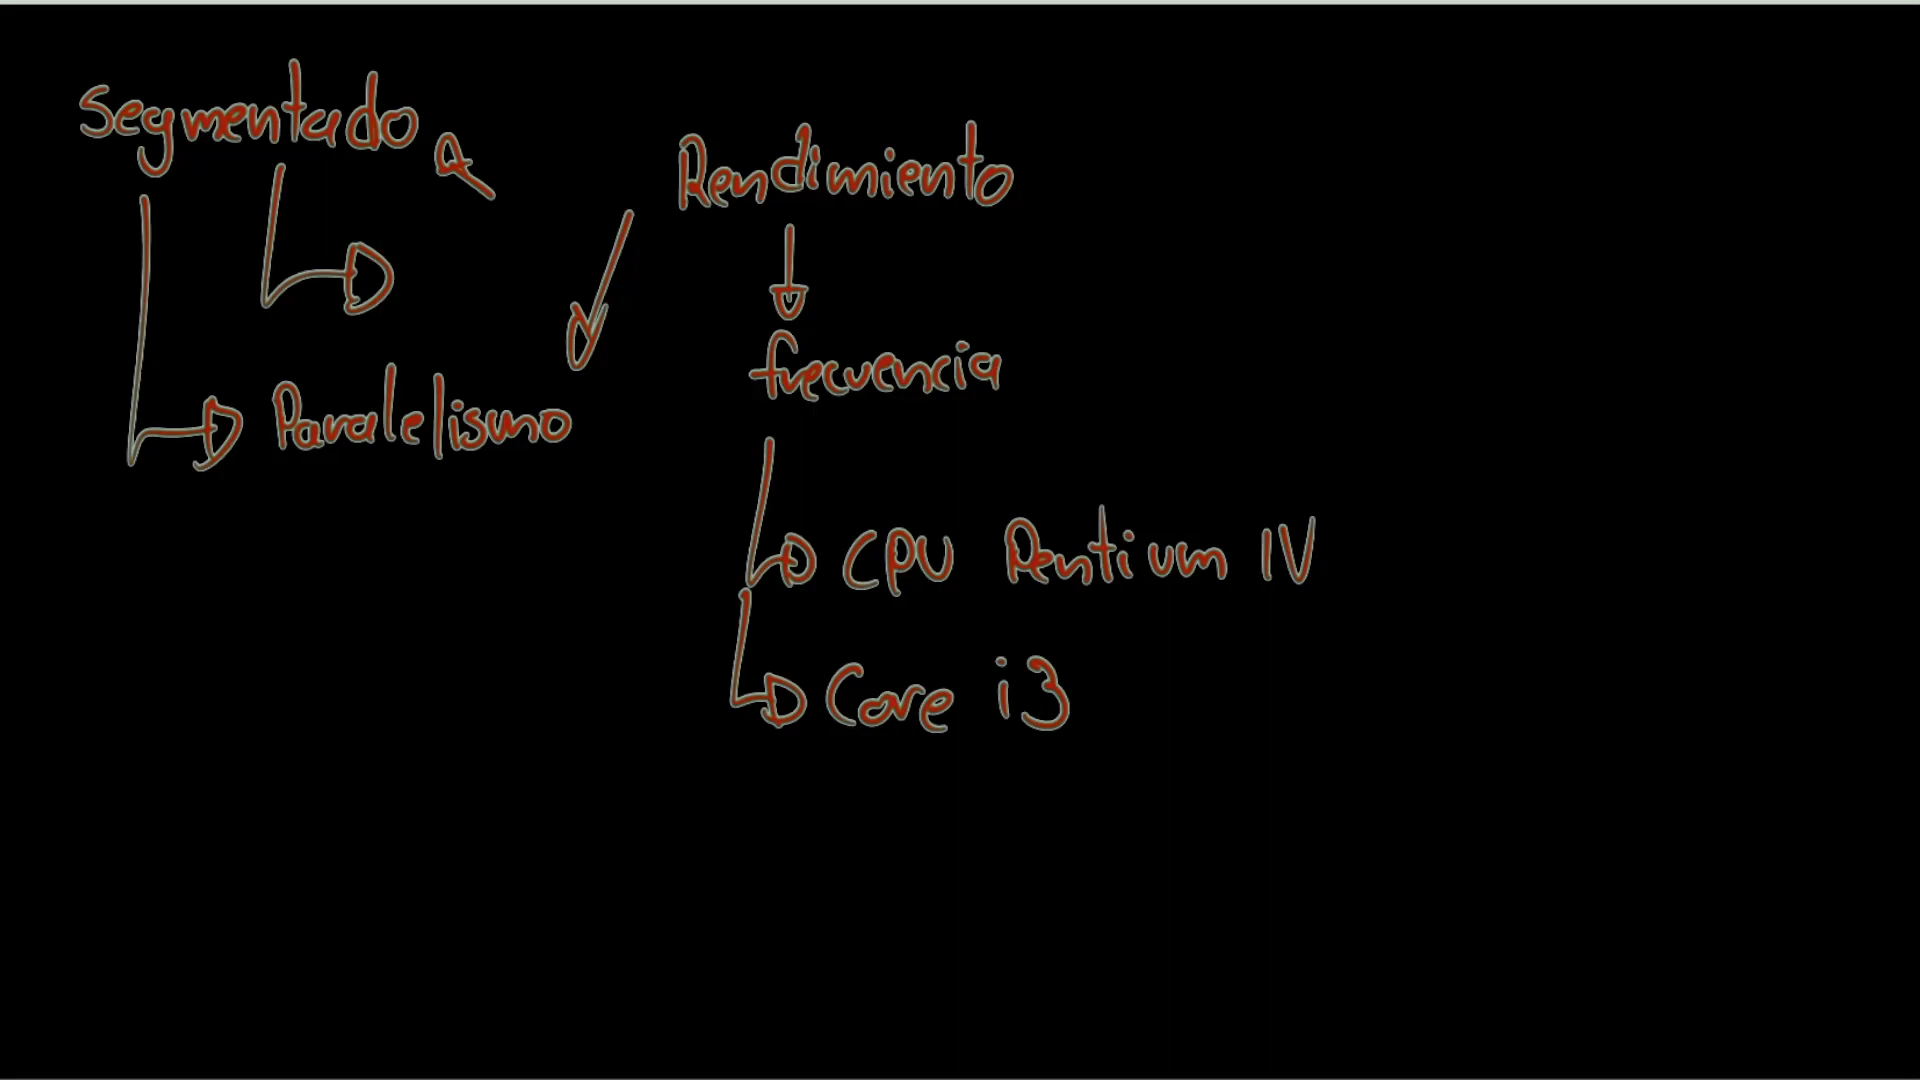 Segmentado
Rendimiento
frecuencia
Paralelismo
CPU Pentium IV
Core i3